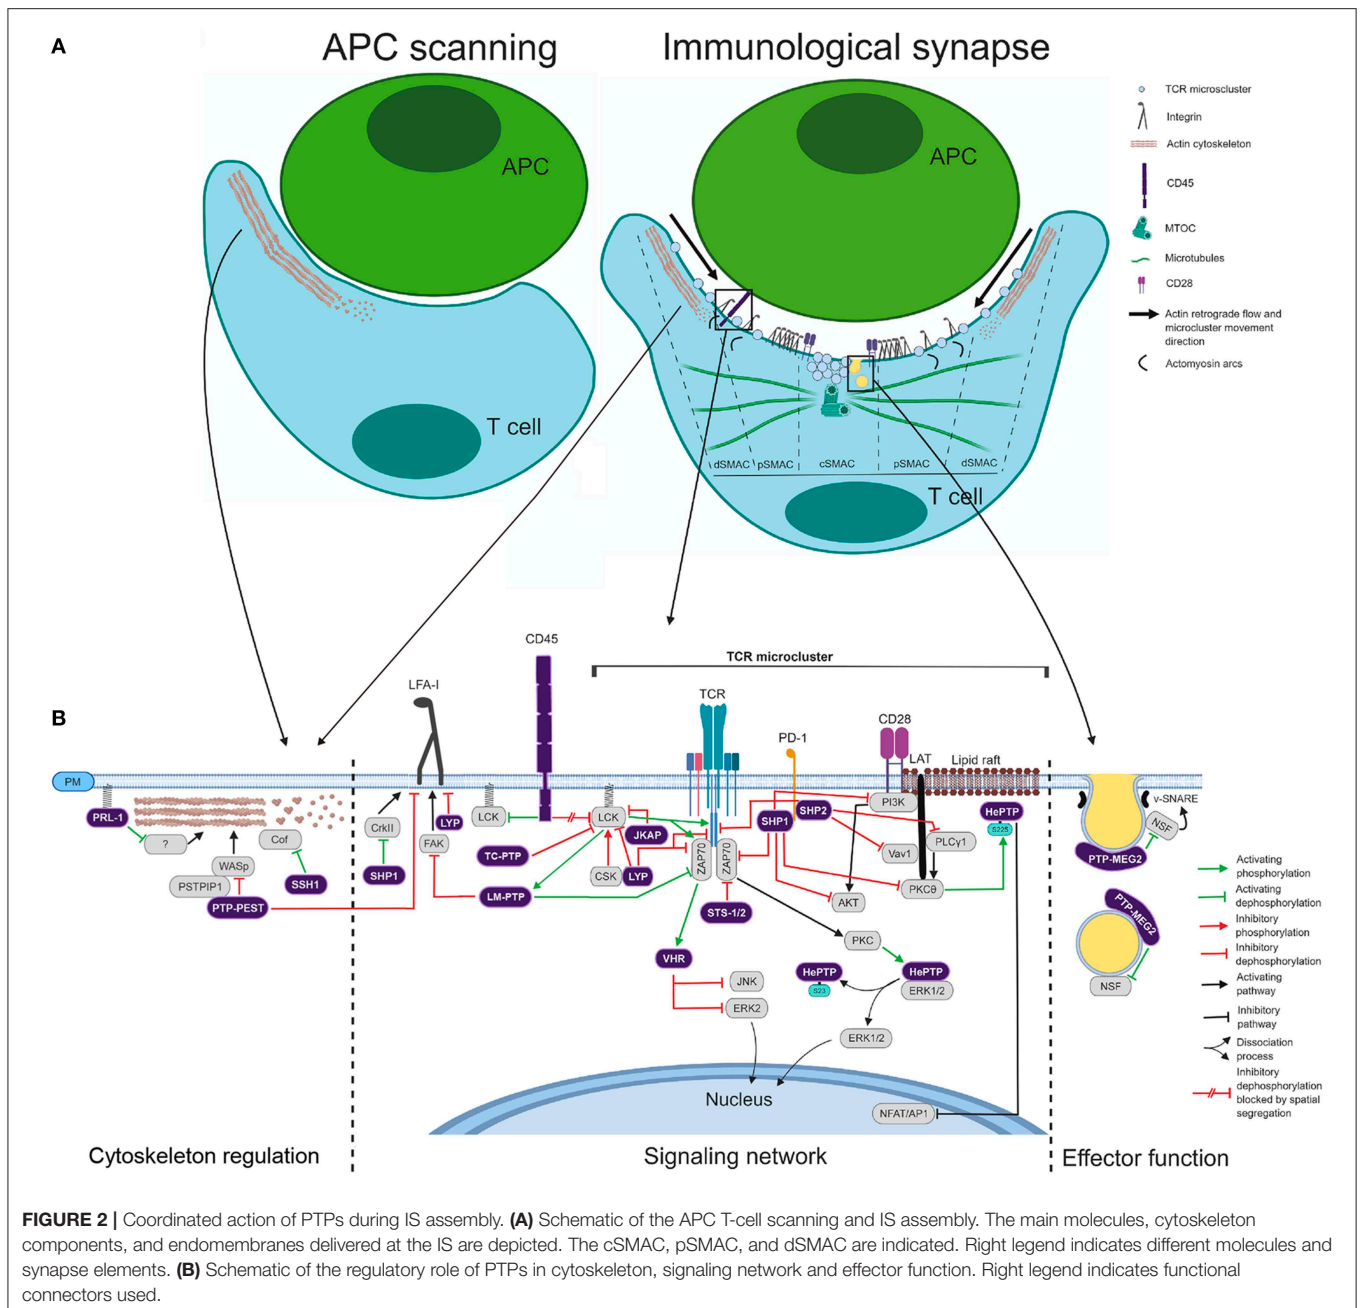 A
APC scanning
Immunological synapse
APC
T cell
APC
T cell
dSMAC
pSMAC
cSMAC
pSMAC
dSMAC
TCR microscluster
Integrin
Actin cytoskeleton
CD45
MTOC
Microtubules
CD28
Actin retrograde flow and
microcluster movement
direction
Actomyosin arcs
B
CD45
TCR microcluster
LFA-I
TCR
PD-1
CD28
LAT
Lipid raft
PM
PRL-1
?
Cof
WASp
PSTPIP1
PTP-PEST
SSH1
CrkII
SHP1
FAK
LYP
LCK
LCK
TC-PTP
JKAP
CSK
LYP
LM-PTP
ZAP70
ZAP70
STS-1/2
SHP1
SHP2
PI3K
Vav1
PLCγ1
AKT
PKCθ
HePTP
S225
VHR
JNK
ERK2
PKC
HePTP
S23
HePTP
ERK1/2
ERK1/2
Nucleus
NFAT/AP1
v-SNARE
NSF
PTP-MEG2
PTP-MEG2
NSF
Activating
phosphorylation
Activating
dephosphorylation
Inhibitory
phosphorylation
Inhibitory
dephosphorylation
Activating
pathway
Inhibitory
pathway
Dissociation
process
Inhibitory
dephosphorylation
blocked by spatial
segregation
Cytoskeleton regulation
Signaling network
Effector function
FIGURE 2 | Coordinated action of PTPs during IS assembly. (A) Schematic of the APC T-cell scanning and IS assembly. The main molecules, cytoskeleton
components, and endomembranes delivered at the IS are depicted. The cSMAC, pSMAC, and dSMAC are indicated. Right legend indicates different molecules and
synapse elements. (B) Schematic of the regulatory role of PTPs in cytoskeleton, signaling network and effector function. Right legend indicates functional
connectors used.